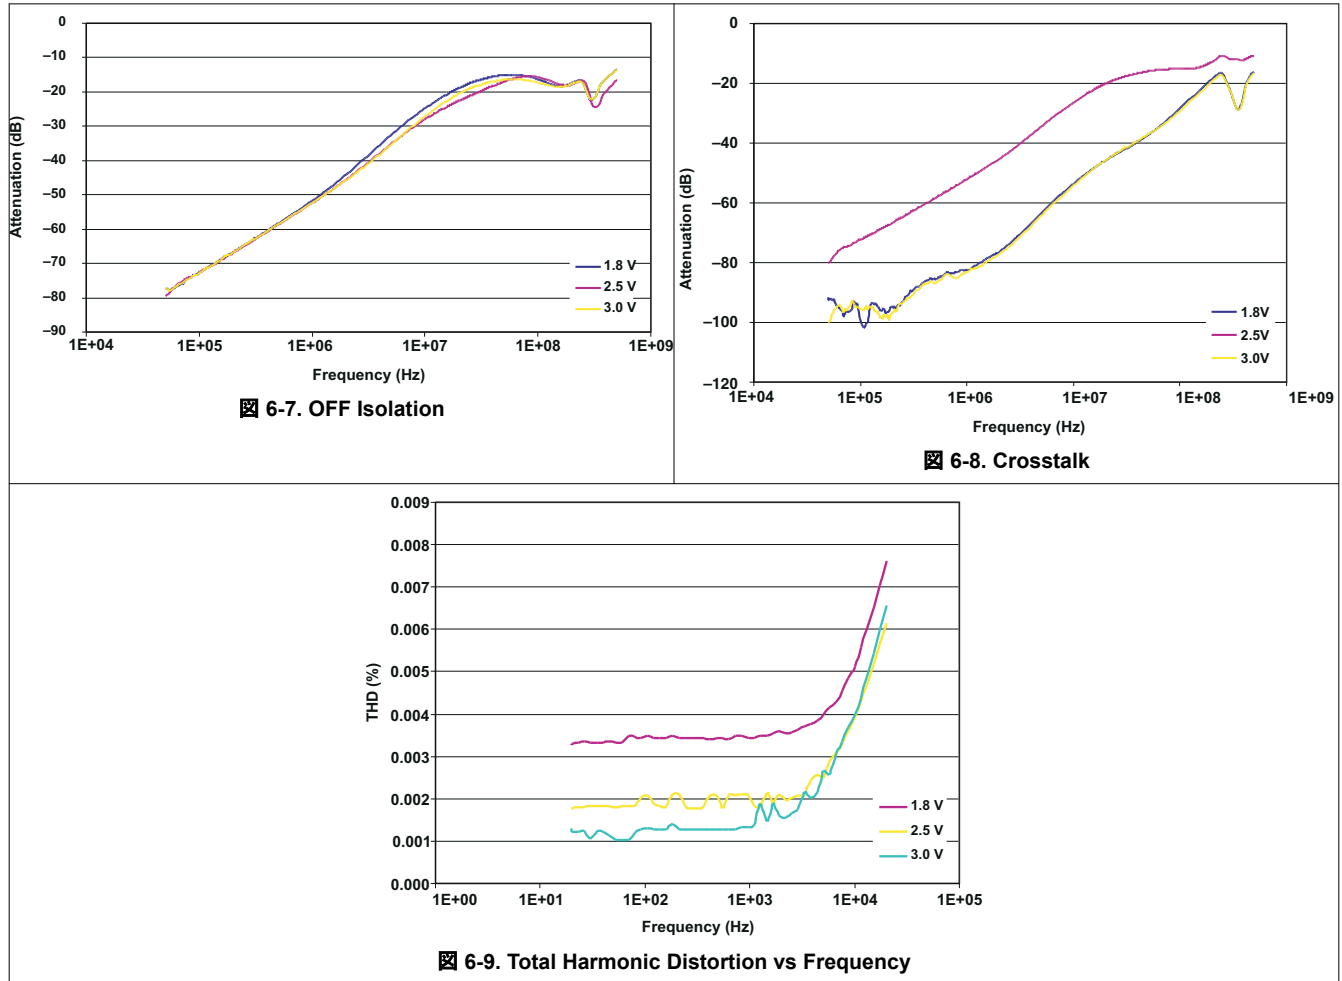 0
–10
–20
–30
–40
–50
–60
–70
–80
–90
Attenuation (dB)
1.8 V
2.5 V
3.0 V
1E+04 1E+05 1E+06 1E+07 1E+08 1E+09
Frequency (Hz)
図 6-7. OFF Isolation
0
–20
–40
–60
–80
–100
–120
Attenuation (dB)
1.8V
2.5V
3.0V
1E+04 1E+05 1E+06 1E+07 1E+08 1E+09
Frequency (Hz)
図 6-8. Crosstalk
0.009
0.008
0.007
0.006
0.005
0.004
0.003
0.002
0.001
0.000
THD (%)
1.8 V
2.5 V
3.0 V
1E+00 1E+01 1E+02 1E+03 1E+04 1E+05
Frequency (Hz)
図 6-9. Total Harmonic Distortion vs Frequency